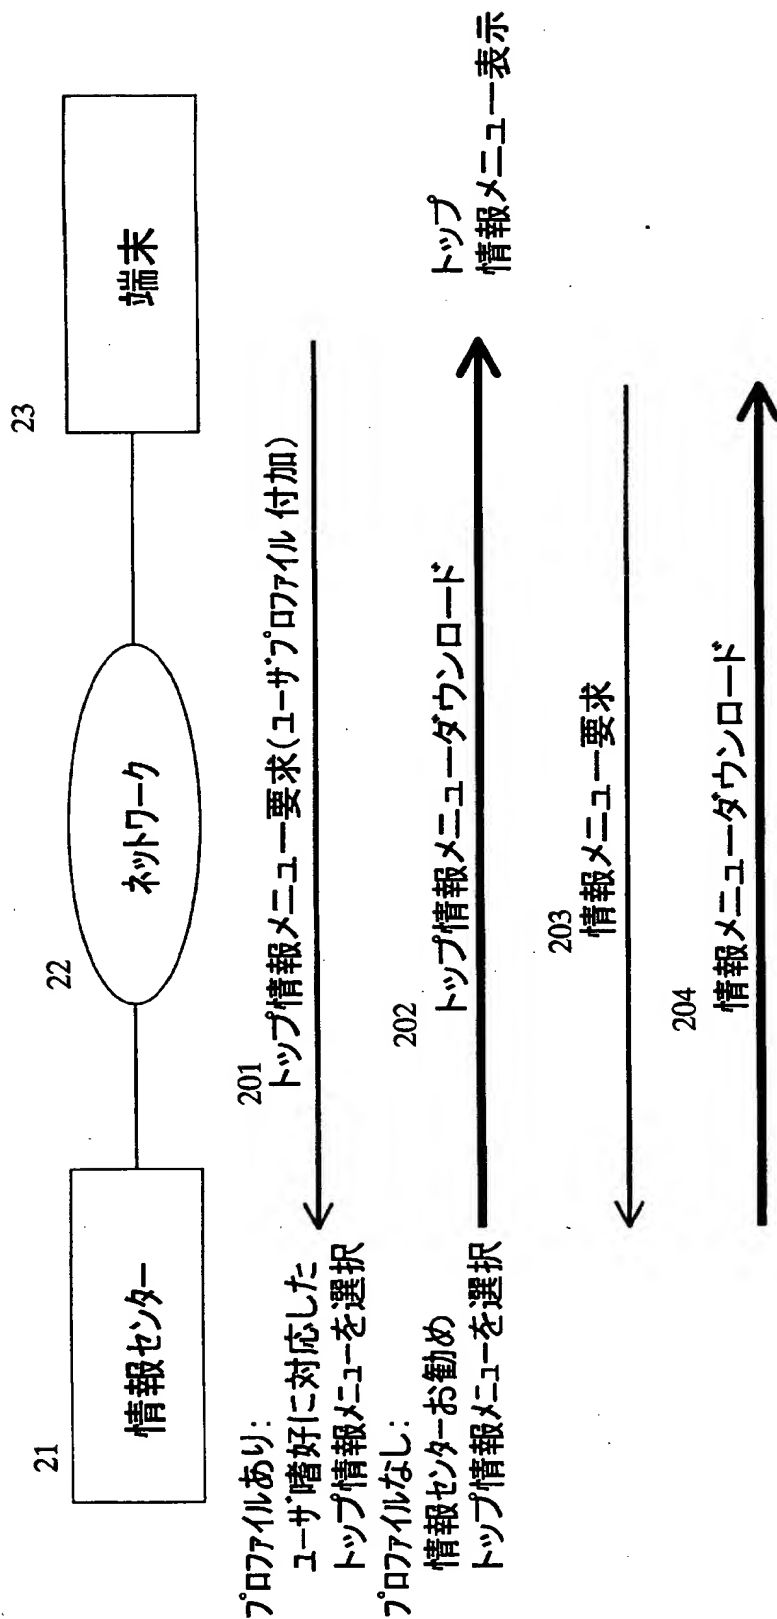 21
情報センター
22
ネットワーク
23
端末
201
トップ情報メニュー要求(ユーザプロファイル付加)
プロファイルあり:
ユーザ嗜好に対応した
トップ情報メニューを選択
プロファイルなし:
情報センターお勧め
トップ情報メニューを選択
202
トップ情報メニューダウンロード
トップ
情報メニュー表示
203
情報メニュー要求
204
情報メニューダウンロード